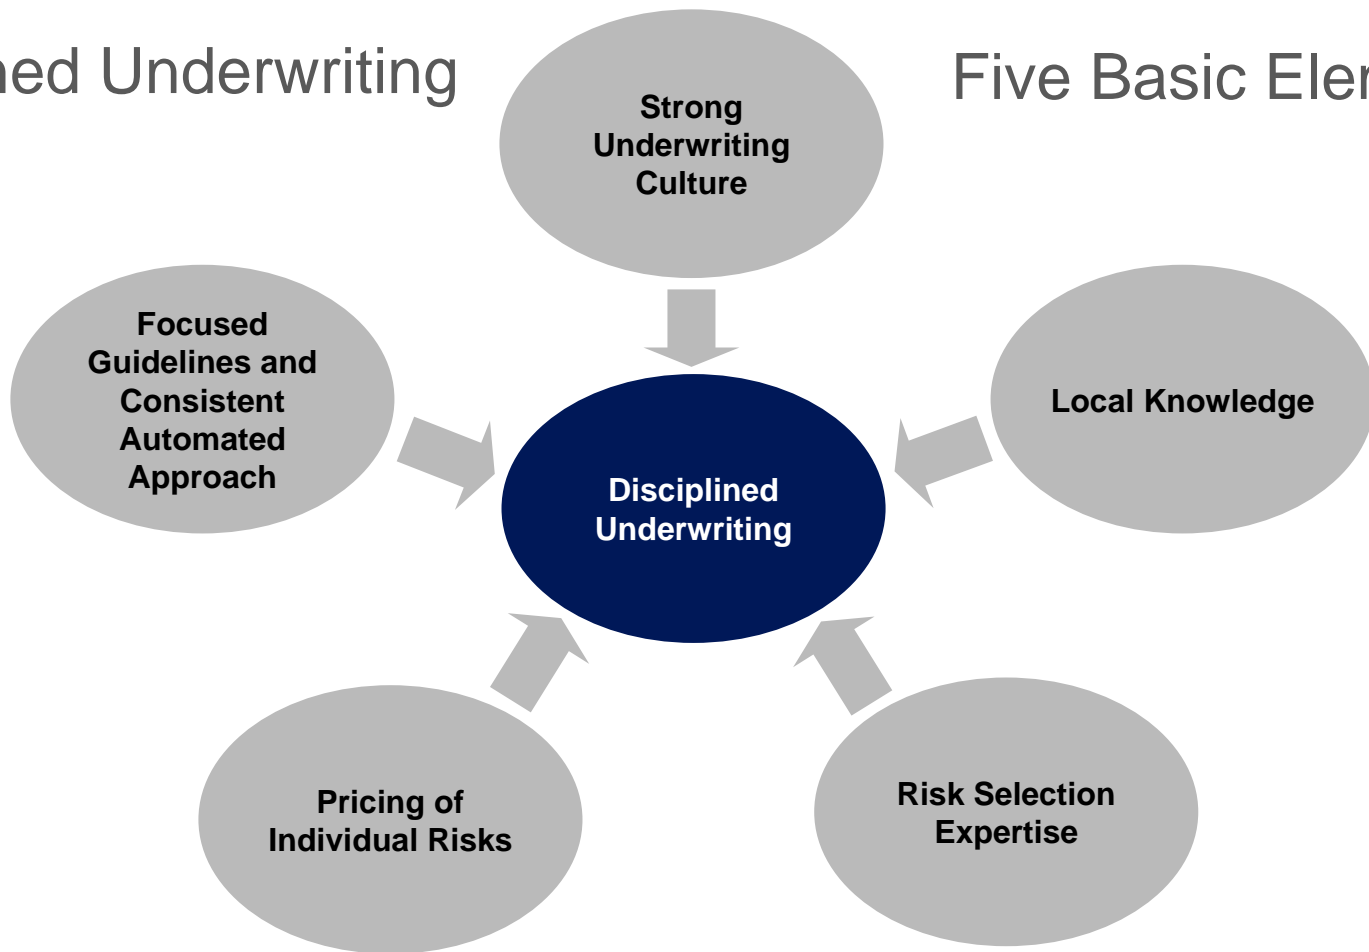 ned Underwriting
Five Basic Ele
Strong
Underwriting
Culture
Focused
Guidelines and
Consistent
Automated
Approach
Local Knowledge
Disciplined
Underwriting
Pricing of
Individual Risks
Risk Selection
Expertise